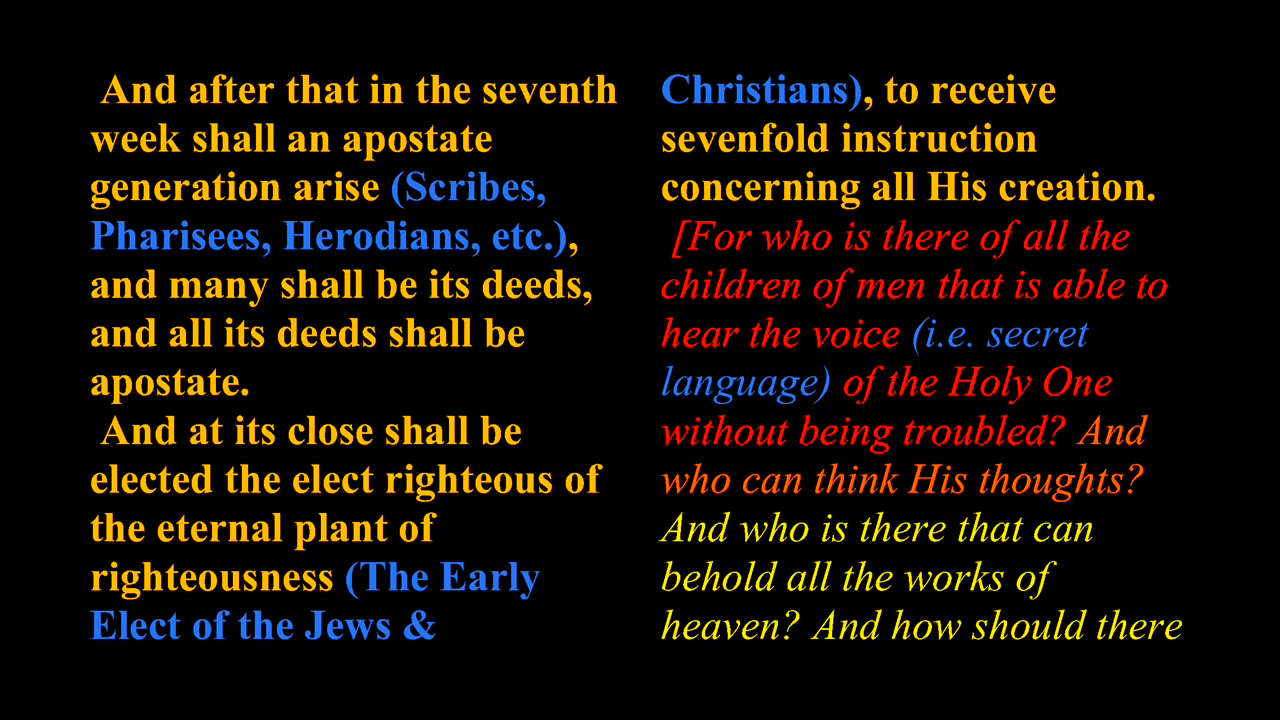 And after that in the seventh
week shall an apostate
generation arise (Scribes,
Pharisees, Herodians, etc.),
and many shall be its deeds,
and all its deeds shall be
apostate.
And at its close shall be
elected the elect righteous of
the eternal plant of
righteousness (The Early
Elect of the Jews &
Christians), to receive
sevenfold instruction
concerning all His creation.
[For who is there of all the
children of men that is able to
hear the voice (i.e. secret
language) of the Holy One
without being troubled? And
who can think His thoughts?
And who is there that can
behold all the works of
heaven? And how should there